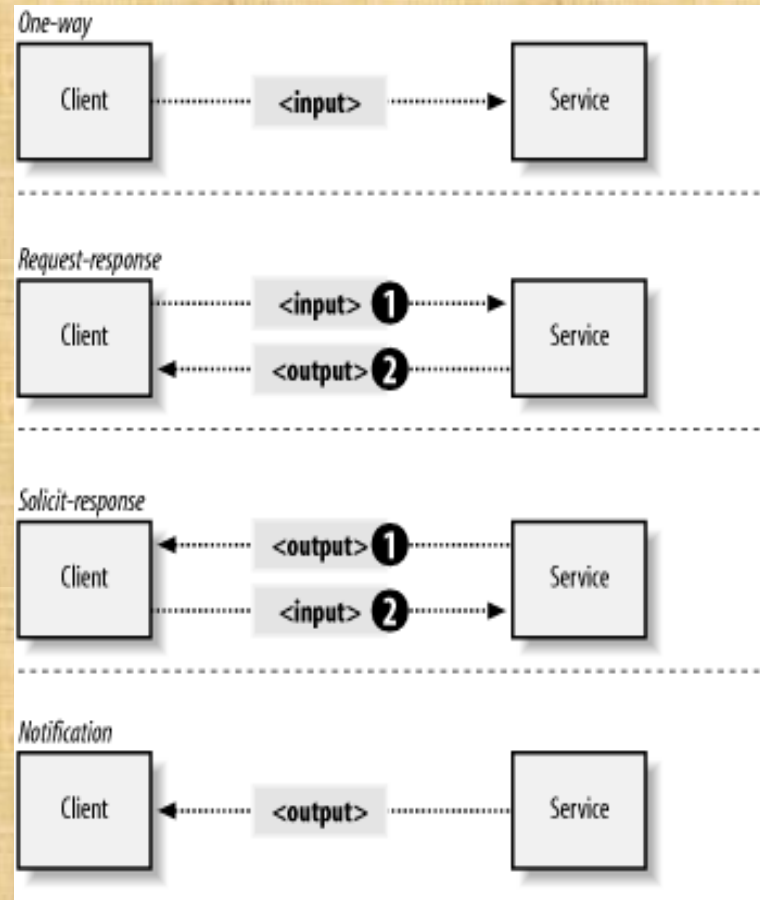 One-way
Client <input> Service
Request-response
<input> 1
Client Service
<output> 2
Solicit-response
<output> 1
Client Service
<input> 2
Notification
Client <output> Service